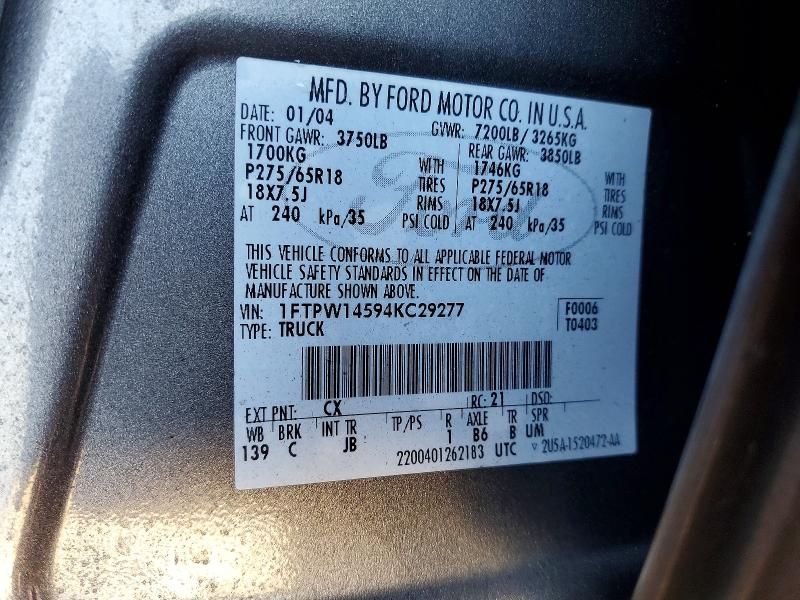 MFD. BY FORD MOTOR CO. IN U.S.A.
DATE: 01/04 GVWR: 7200LB/ 3265KG
FRONT GAWR: 3750LB REAR GAWR: 3850LB
1700KG WITH 1746KG WITH
P275/65R18 TIRES P275/65R18 TIRES
18X7.5J RIMS 18X7.5J RIMS
AT 240 kPa/35 PSI COLD AT 240 kPa/35 PSI COLD
Ford
THIS VEHICLE CONFORMS TO ALL APPLICABLE FEDERAL MOTOR
VEHICLE SAFETY STANDARDS IN EFFECT ON THE DATE OF
MANUFACTURE SHOWN ABOVE.
VIN: 1FTPW14594KC29277 F0006
TYPE: TRUCK T0403
EXT PNT: CX RC: 21 DSO:
WB BRK INT TR TP/PS R AXLE TR SPR
139 C JB 1 B6 B UM
2200401262183 UTC ▽ 2U5A-1520472-AA